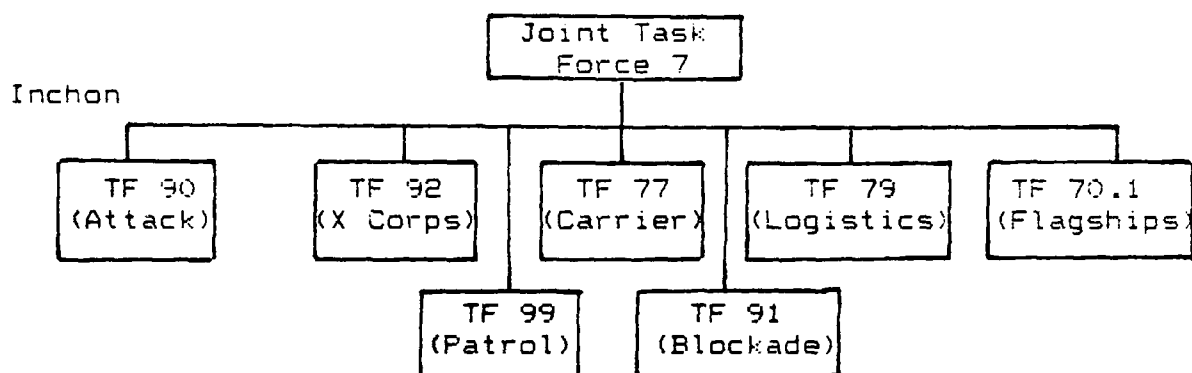 Joint Task
Force 7
Inchon
TF 90
(Attack)
TF 92
(X Corps)
TF 77
(Carrier)
TF 79
(Logistics)
TF 70.1
(Flagships)
TF 99
(Patrol)
TF 91
(Blockade)